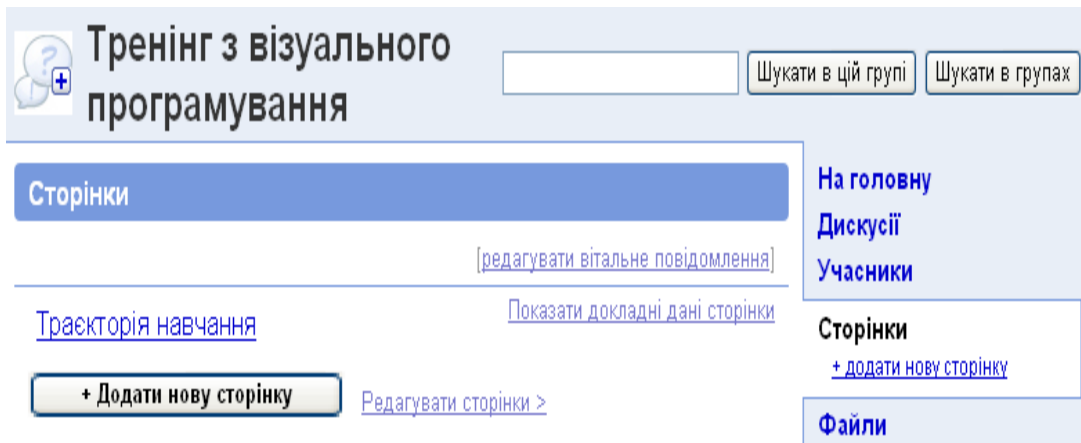 Тренінг з візуального
програмування
Шукати в цій групі
Шукати в групах
Сторінки
[редагувати вітальне повідомлення]
Траєкторія навчання
Показати докладні дані сторінки
+ Додати нову сторінку
Редагувати сторінки >
На головну
Дискусії
Учасники
Сторінки
+ додати нову сторінку
Файли